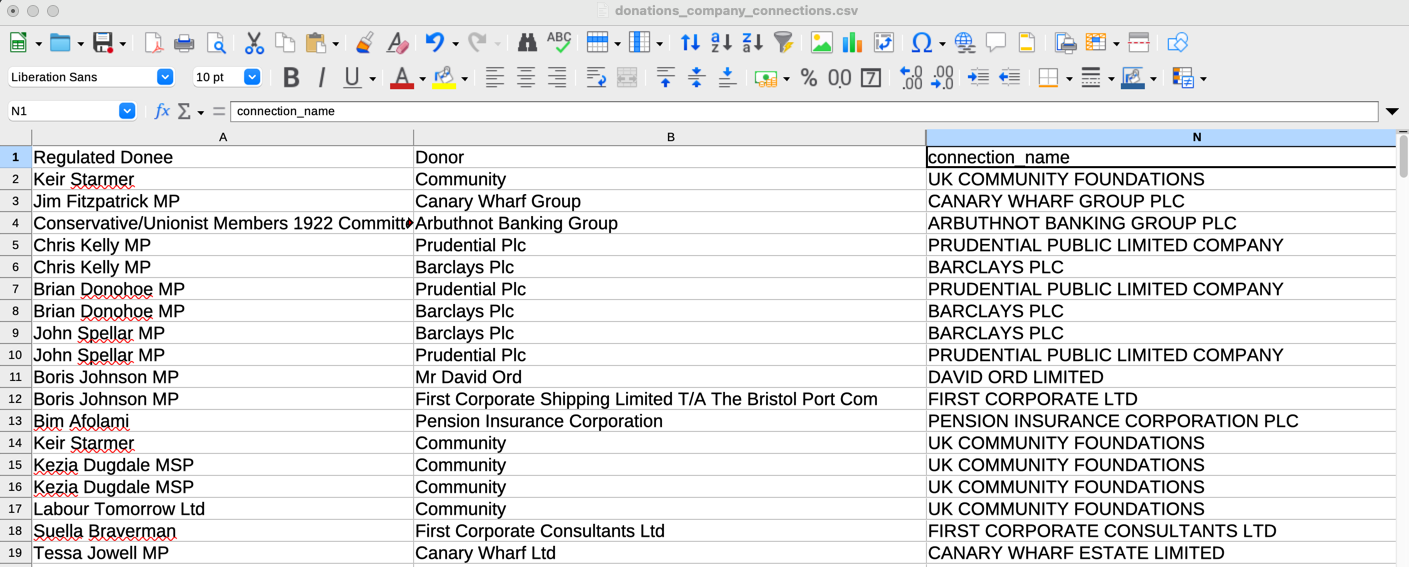 donations_company_connections.csv
ABC
Liberation Sans 10 pt B I U A % 00 7 .0 .00
N1 fx Σ = connection_name
A B N
1 Regulated Donee Donor connection_name
2 Keir Starmer Community UK COMMUNITY FOUNDATIONS
3 Jim Fitzpatrick MP Canary Wharf Group CANARY WHARF GROUP PLC
4 Conservative/Unionist Members 1922 Committe Arbuthnot Banking Group ARBUTHNOT BANKING GROUP PLC
5 Chris Kelly MP Prudential Plc PRUDENTIAL PUBLIC LIMITED COMPANY
6 Chris Kelly MP Barclays Plc BARCLAYS PLC
7 Brian Donohoe MP Prudential Plc PRUDENTIAL PUBLIC LIMITED COMPANY
8 Brian Donohoe MP Barclays Plc BARCLAYS PLC
9 John Spellar MP Barclays Plc BARCLAYS PLC
10 John Spellar MP Prudential Plc PRUDENTIAL PUBLIC LIMITED COMPANY
11 Boris Johnson MP Mr David Ord DAVID ORD LIMITED
12 Boris Johnson MP First Corporate Shipping Limited T/A The Bristol Port Com FIRST CORPORATE LTD
13 Bim Afolami Pension Insurance Corporation PENSION INSURANCE CORPORATION PLC
14 Keir Starmer Community UK COMMUNITY FOUNDATIONS
15 Kezia Dugdale MSP Community UK COMMUNITY FOUNDATIONS
16 Kezia Dugdale MSP Community UK COMMUNITY FOUNDATIONS
17 Labour Tomorrow Ltd Community UK COMMUNITY FOUNDATIONS
18 Suella Braverman First Corporate Consultants Ltd FIRST CORPORATE CONSULTANTS LTD
19 Tessa Jowell MP Canary Wharf Ltd CANARY WHARF ESTATE LIMITED